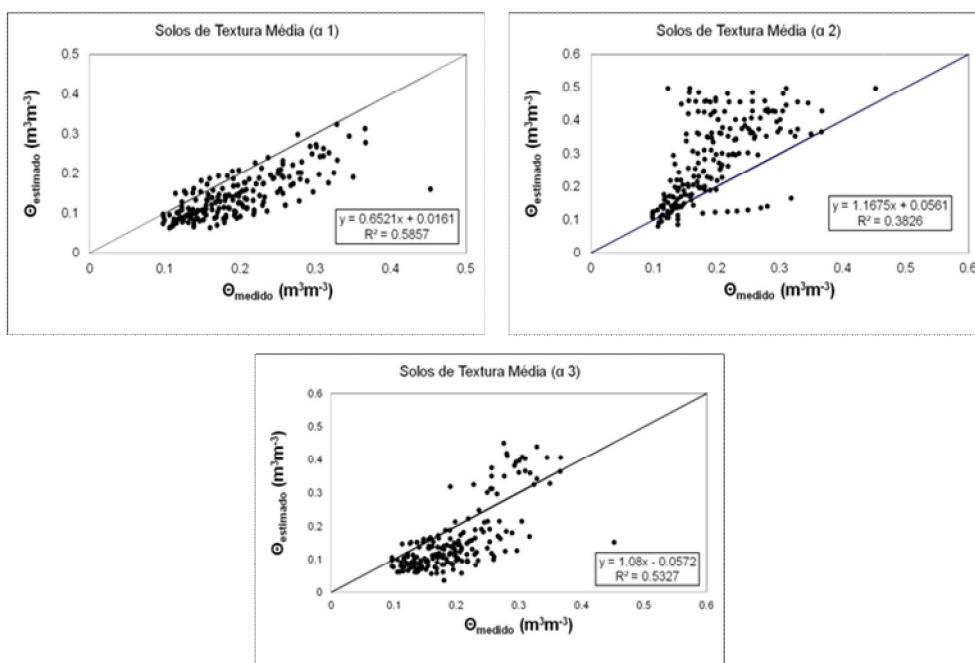 Solos de Textura Média (α 1)
0.5
0.4
0.3
0.2
0.1
0
Θestimado (m³m⁻³)
0
0.1
0.2
0.3
0.4
0.5
Θmedido (m³m⁻³)
y = 0.6521x + 0.0161
R² = 0.5857
Solos de Textura Média (α 2)
0.6
0.5
0.4
0.3
0.2
0.1
0
Θestimado (m³m⁻³)
0
0.1
0.2
0.3
0.4
0.5
0.6
Θmedido (m³m⁻³)
y = 1.1675x + 0.0561
R² = 0.3826
Solos de Textura Média (α 3)
0.6
0.5
0.4
0.3
0.2
0.1
0
Θestimado (m³m⁻³)
0
0.1
0.2
0.3
0.4
0.5
0.6
Θmedido (m³m⁻³)
y = 1.08x - 0.0572
R² = 0.5327